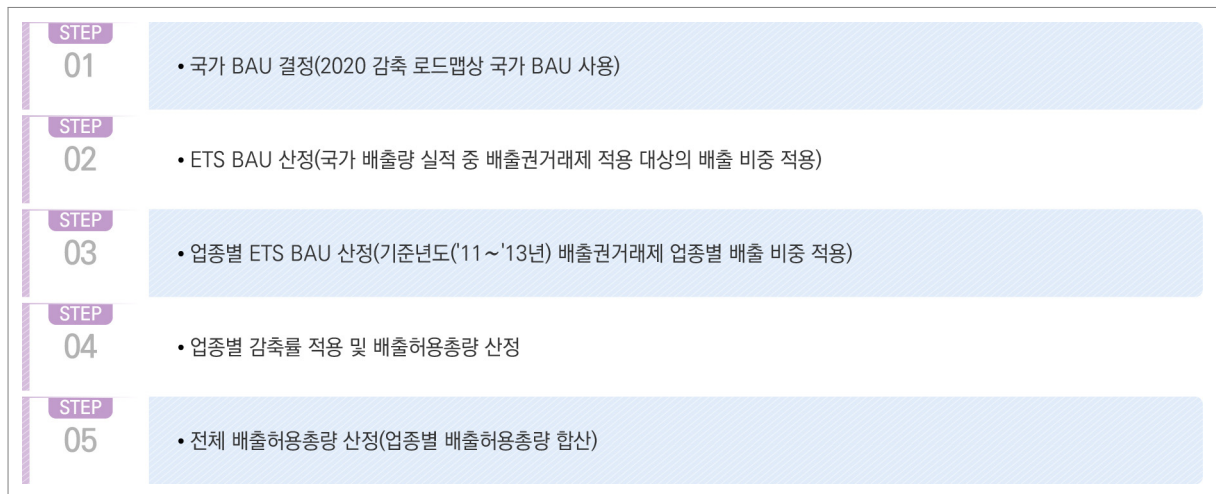 STEP
01
• 국가 BAU 결정(2020 감축 로드맵상 국가 BAU 사용)
STEP
02
• ETS BAU 산정(국가 배출량 실적 중 배출권거래제 적용 대상의 배출 비중 적용)
STEP
03
• 업종별 ETS BAU 산정(기준년도('11～'13년) 배출권거래제 업종별 배출 비중 적용)
STEP
04
• 업종별 감축률 적용 및 배출허용총량 산정
STEP
05
• 전체 배출허용총량 산정(업종별 배출허용총량 합산)